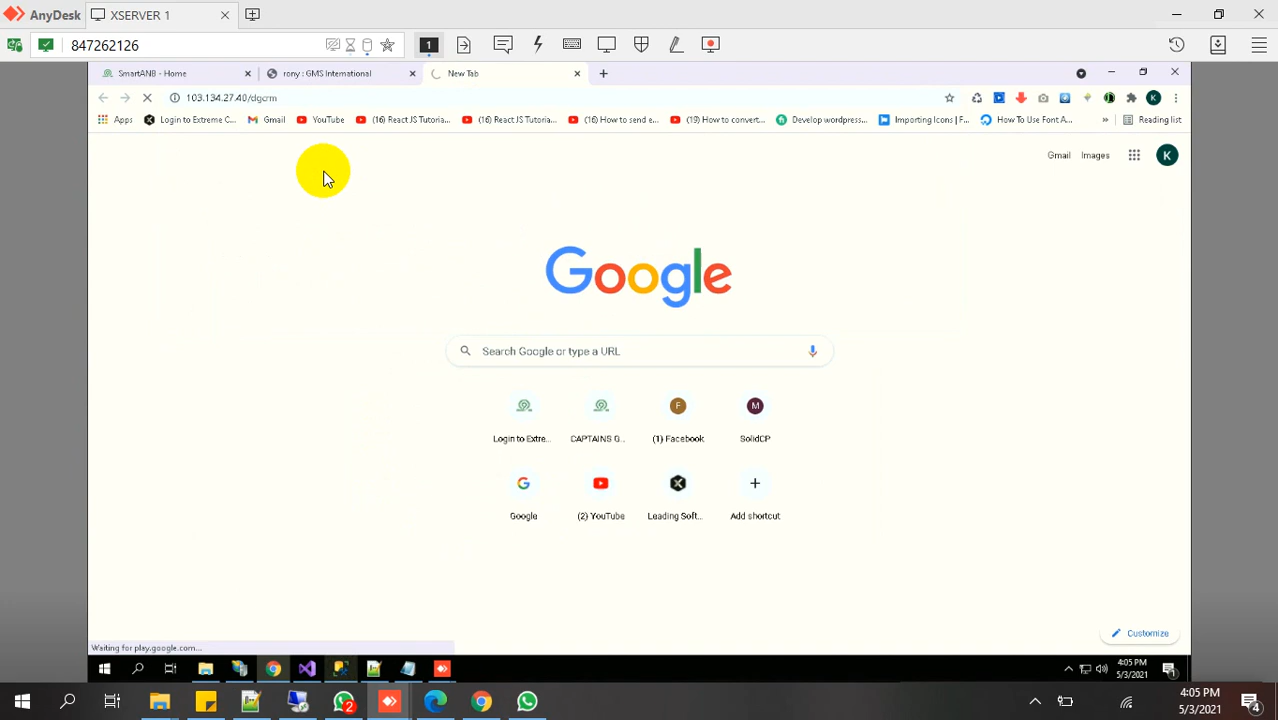 AnyDesk
XSERVER 1
847262126
1
SmartANB - Home
rony : GMS International
New Tab
103.134.27.40/dgcrm
K
Apps
Login to Extreme C...
Gmail
YouTube
(16) React JS Tutoria...
(16) React JS Tutoria...
(16) How to send e...
(19) How to convert...
Develop wordpress...
Importing Icons | F...
How To Use Font A...
»
Reading list
Gmail
Images
K
Google
Search Google or type a URL
F
M
Login to Extre...
CAPTAINS G...
(1) Facebook
SolidCP
Google
(2) YouTube
Leading Soft...
Add shortcut
Customize
Waiting for play.google.com...
4:05 PM
5/3/2021
1
2
4:05 PM
5/3/2021
4